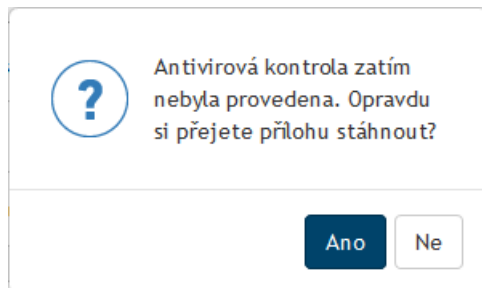 Antivirová kontrola zatím
nebyla provedena. Opravdu
si přejete přílohu stáhnout?
Ano Ne